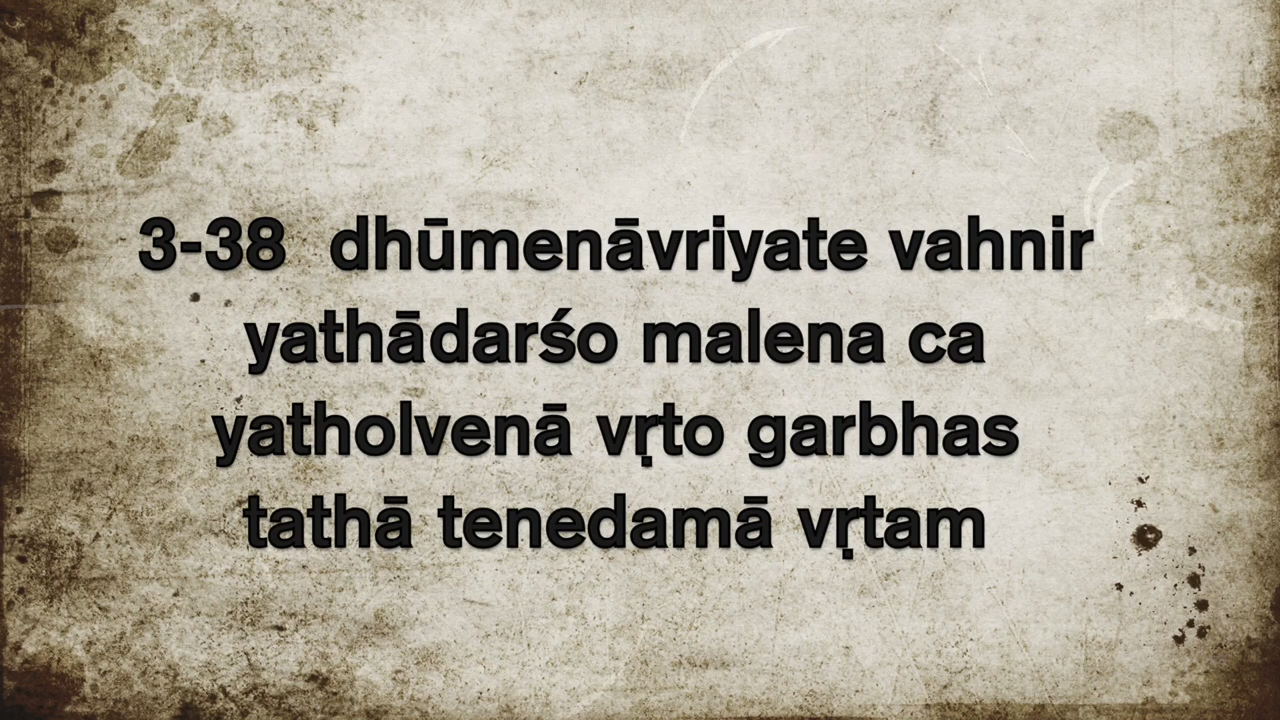 3-38 dhūmenāvriyate vahnir
yathādarśo malena ca
yatholvenā vṛto garbhas
tathā tenedamā vṛtam